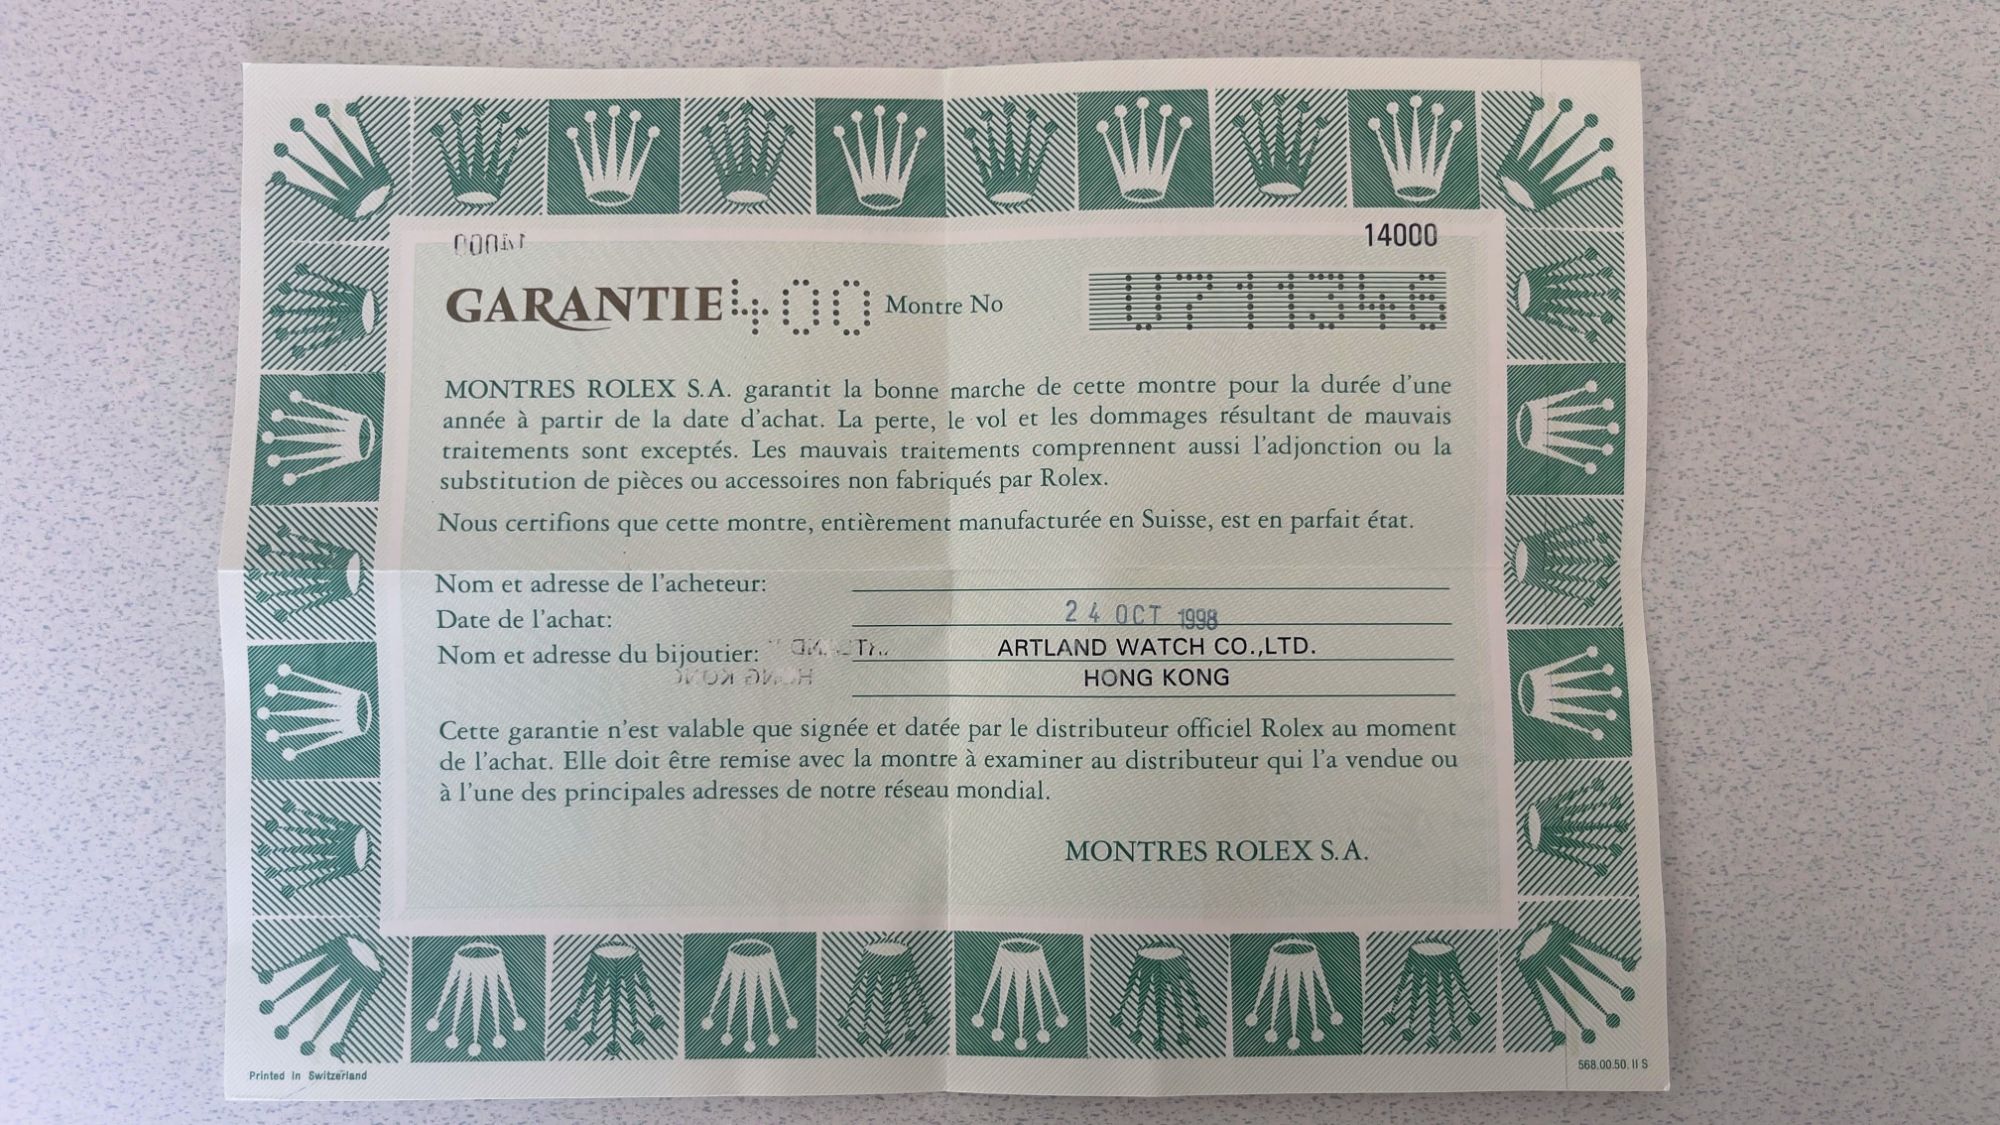 14000
GARANTIE 400 Montre No U711346
MONTRES ROLEX S.A. garantit la bonne marche de cette montre pour la durée d'une
année à partir de la date d'achat. La perte, le vol et les dommages résultant de mauvais
traitements sont exceptés. Les mauvais traitements comprennent aussi l'adjonction ou la
substitution de pièces ou accessoires non fabriqués par Rolex.
Nous certifions que cette montre, entièrement manufacturée en Suisse, est en parfait état.
Nom et adresse de l'acheteur:
Date de l'achat: 24 OCT 1998
Nom et adresse du bijoutier: ARTLAND WATCH CO.,LTD.
HONG KONG
Cette garantie n'est valable que signée et datée par le distributeur officiel Rolex au moment
de l'achat. Elle doit être remise avec la montre à examiner au distributeur qui l'a vendue ou
à l'une des principales adresses de notre réseau mondial.
MONTRES ROLEX S.A.
Printed in Switzerland
568.00.50. II S